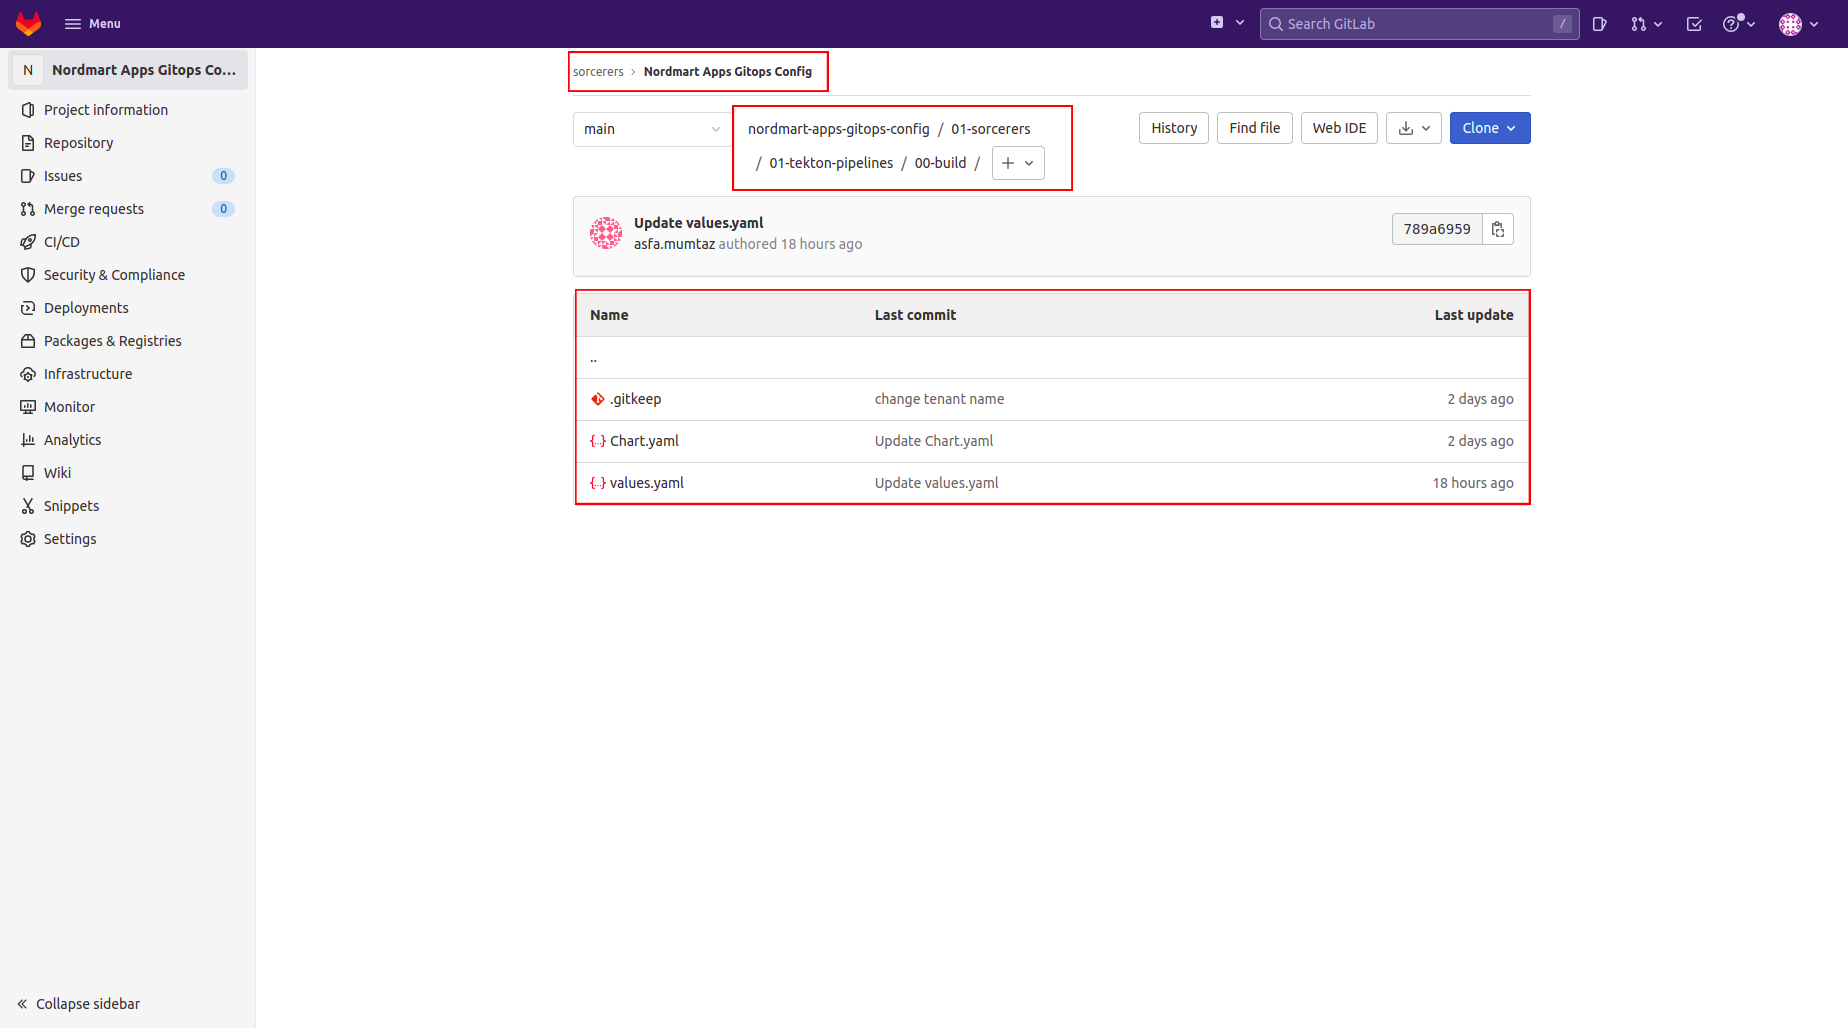 Menu
Search GitLab /
N Nordmart Apps Gitops Co...
Project information
Repository
Issues 0
Merge requests 0
CI/CD
Security & Compliance
Deployments
Packages & Registries
Infrastructure
Monitor
Analytics
Wiki
Snippets
Settings
Collapse sidebar
sorcerers › Nordmart Apps Gitops Config
main
nordmart-apps-gitops-config / 01-sorcerers
/ 01-tekton-pipelines / 00-build /
History
Find file
Web IDE
Clone
Update values.yaml
asfa.mumtaz authored 18 hours ago
789a6959
Name Last commit Last update
..
.gitkeep change tenant name 2 days ago
Chart.yaml Update Chart.yaml 2 days ago
values.yaml Update values.yaml 18 hours ago